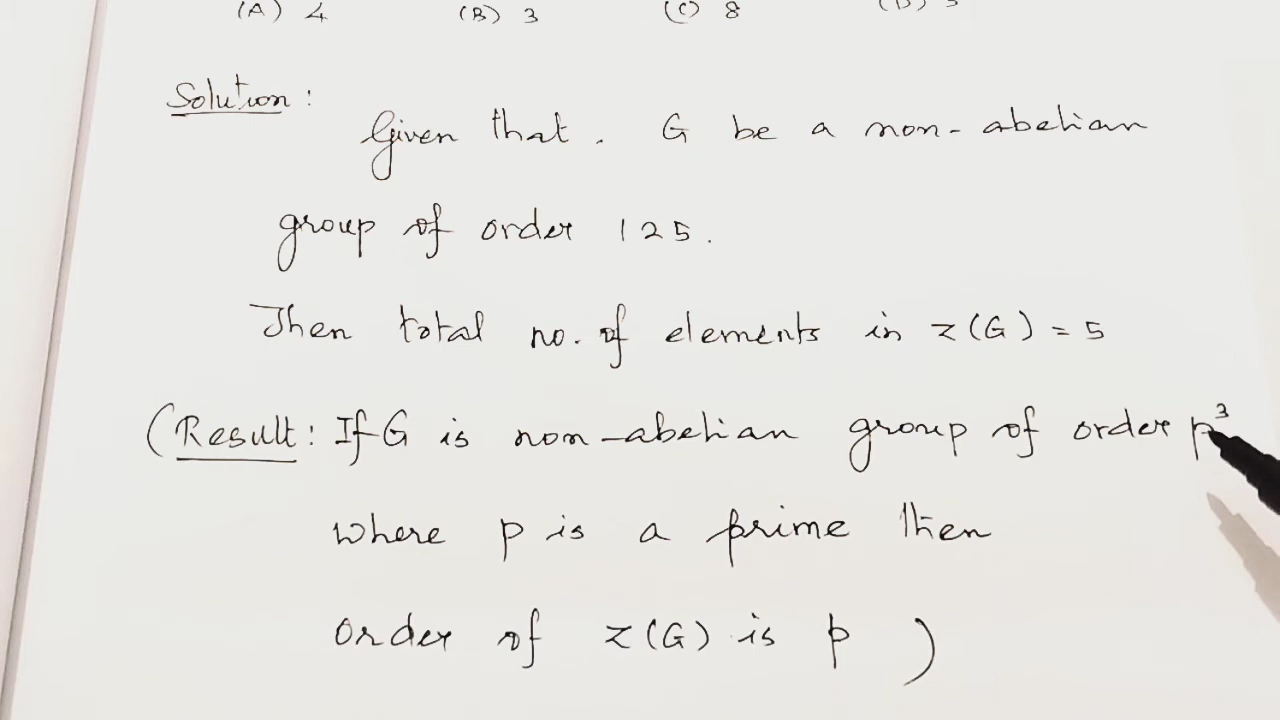 (A) 4 (B) 3 (C) 8
Solution:
Given that. G be a non-abelian
group of order 125.
Then total no. of elements in Z(G) = 5
(Result: If G is non-abelian group of order p³
where p is a prime then
order of Z(G) is p )